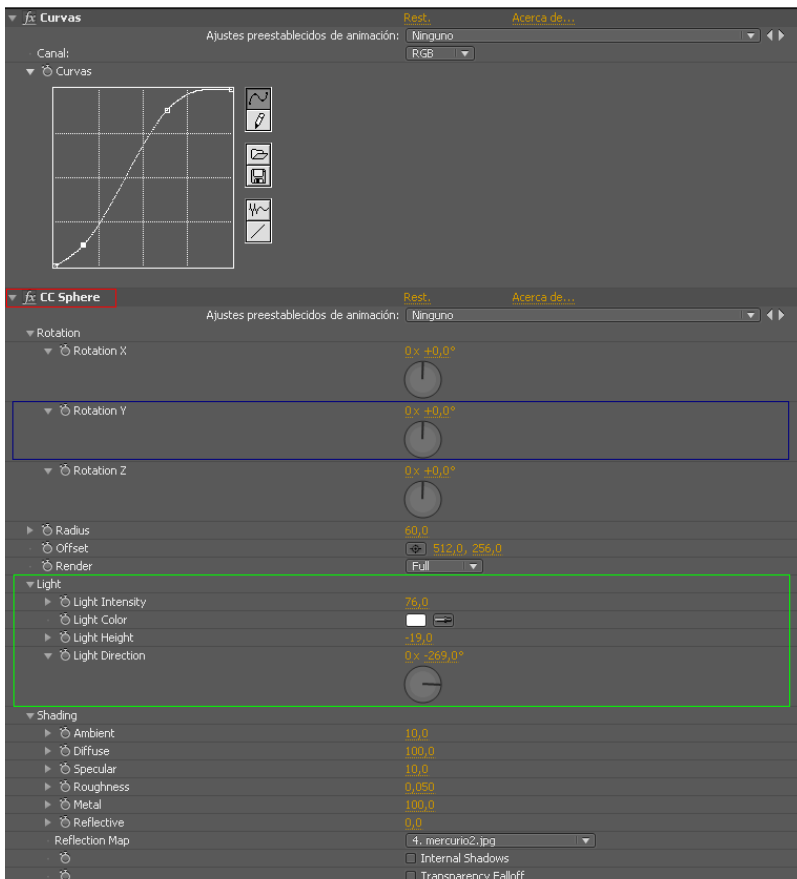 fx Curvas Rest. Acerca de...
Ajustes preestablecidos de animación: Ninguno
Canal: RGB
Curvas
fx CC Sphere Rest. Acerca de...
Ajustes preestablecidos de animación: Ninguno
Rotation
Rotation X 0x +0,0°
Rotation Y 0x +0,0°
Rotation Z 0x +0,0°
Radius 60,0
Offset 512,0, 256,0
Render Full
Light
Light Intensity 76,0
Light Color
Light Height -19,0
Light Direction 0x -269,0°
Shading
Ambient 10,0
Diffuse 100,0
Specular 10,0
Roughness 0,050
Metal 100,0
Reflective 0,0
Reflection Map 4. mercurio2.jpg
Internal Shadows
Transparency Falloff